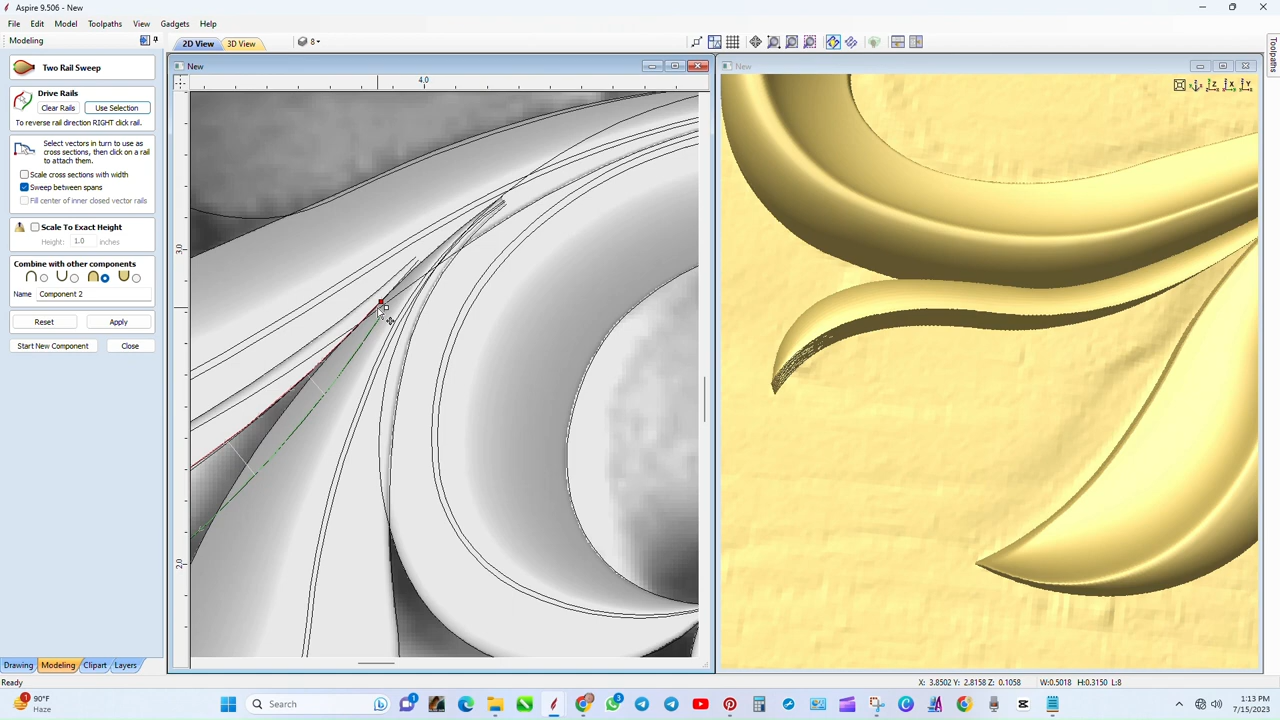 Aspire 9.506 - New
File Edit Model Toolpaths View Gadgets Help
Modeling
2D View 3D View 8
Two Rail Sweep
Drive Rails
Clear Rails Use Selection
To reverse rail direction RIGHT click rail.
Select vectors in turn to use as
cross sections, then click on a rail
to attach them.
Scale cross sections with width
Sweep between spans
Fill center of inner closed vector rails
Scale To Exact Height
Height: 1.0 inches
Combine with other components
Name Component 2
Reset Apply
Start New Component Close
New
4.0
3.0
2.0
New
Toolpaths
Drawing Modeling Clipart Layers
Ready
X: 3.8502 Y: 2.8158 Z: 0.1058 W:0.5018 H:0.3150 L:8
1
90°F
Haze
Search
1
3
1:13 PM
7/15/2023